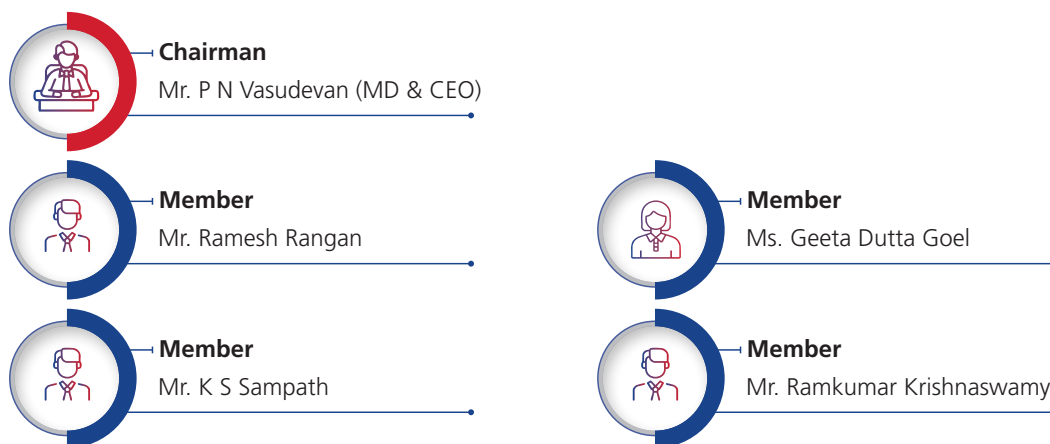 Chairman
Mr. P N Vasudevan (MD & CEO)
Member
Mr. Ramesh Rangan
Member
Ms. Geeta Dutta Goel
Member
Mr. K S Sampath
Member
Mr. Ramkumar Krishnaswamy